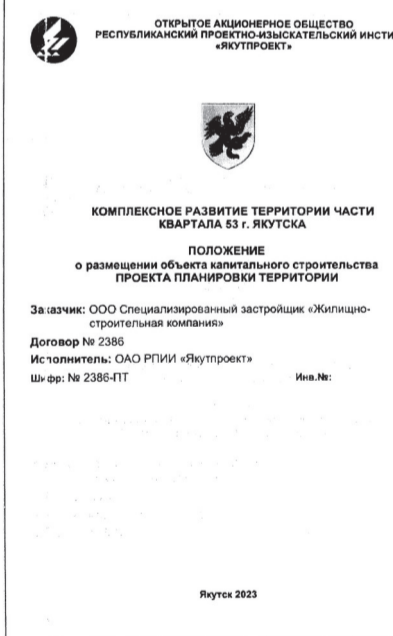 ОТКРЫТОЕ АКЦИОНЕРНОЕ ОБЩЕСТВО
РЕСПУБЛИКАНСКИЙ ПРОЕКТНО-ИЗЫСКАТЕЛЬСКИЙ ИНСТИ
«ЯКУТПРОЕКТ»
КОМПЛЕКСНОЕ РАЗВИТИЕ ТЕРРИТОРИИ ЧАСТИ
КВАРТАЛА 53 г. ЯКУТСКА
ПОЛОЖЕНИЕ
о размещении объекта капитального строительства
ПРОЕКТА ПЛАНИРОВКИ ТЕРРИТОРИИ
Заказчик: ООО Специализированный застройщик «Жилищно-
строительная компания»
Договор № 2386
Исполнитель: ОАО РПИИ «Якутпроект»
Шифр: № 2386-ПТ Инв.№:
Якутск 2023